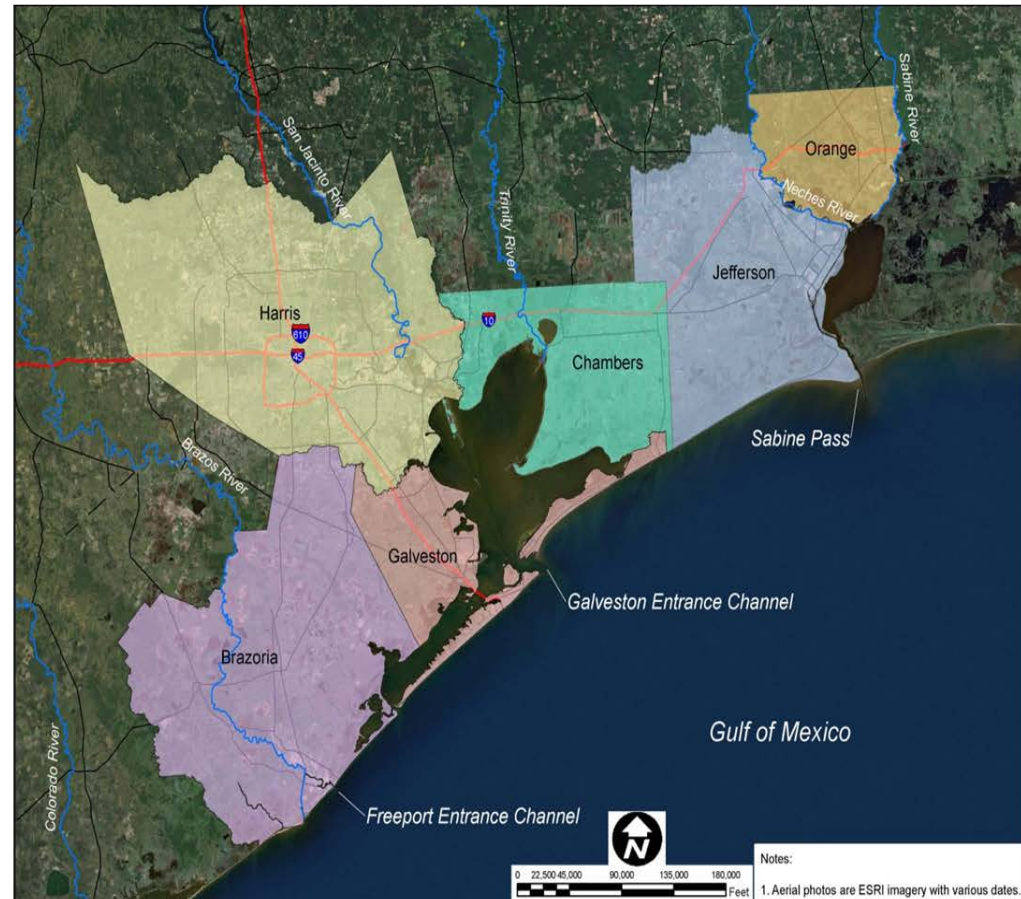 Sabine River
Orange
San Jacinto River
Neches River
Trinity River
Jefferson
Harris
610
10
45
Chambers
Sabine Pass
Brazos River
Galveston
Galveston Entrance Channel
Brazoria
Gulf of Mexico
Colorado River
Freeport Entrance Channel
N
0 22,500 45,000 90,000 135,000 180,000
Feet
Notes:
1. Aerial photos are ESRI imagery with various dates.